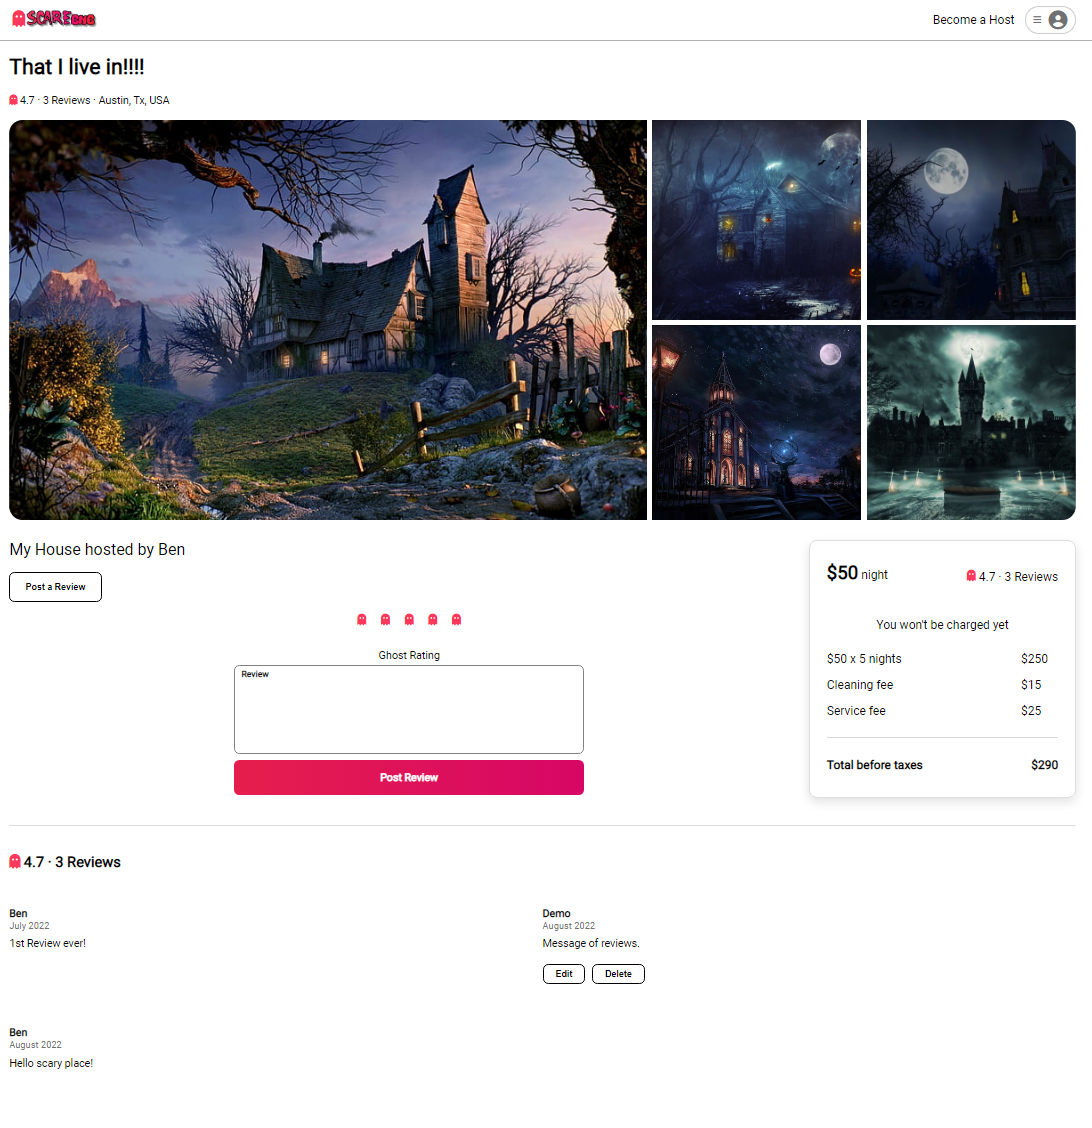 SCAREBNB
Become a Host
That I live in!!!!
4.7 · 3 Reviews · Austin, Tx, USA
My House hosted by Ben
Post a Review
Ghost Rating
Review
Post Review
$50 night
4.7 · 3 Reviews
You won't be charged yet
$50 x 5 nights $250
Cleaning fee $15
Service fee $25
Total before taxes $290
4.7 · 3 Reviews
Ben
July 2022
1st Review ever!
Demo
August 2022
Message of reviews.
Edit Delete
Ben
August 2022
Hello scary place!